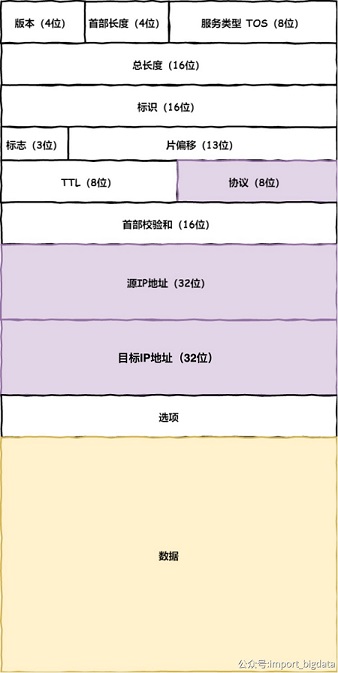 版本（4位）
首部长度（4位）
服务类型 TOS（8位）
总长度（16位）
标识（16位）
标志（3位）
片偏移（13位）
TTL（8位）
协议（8位）
首部校验和（16位）
源IP地址（32位）
目标IP地址（32位）
选项
数据
公众号:import_bigdata